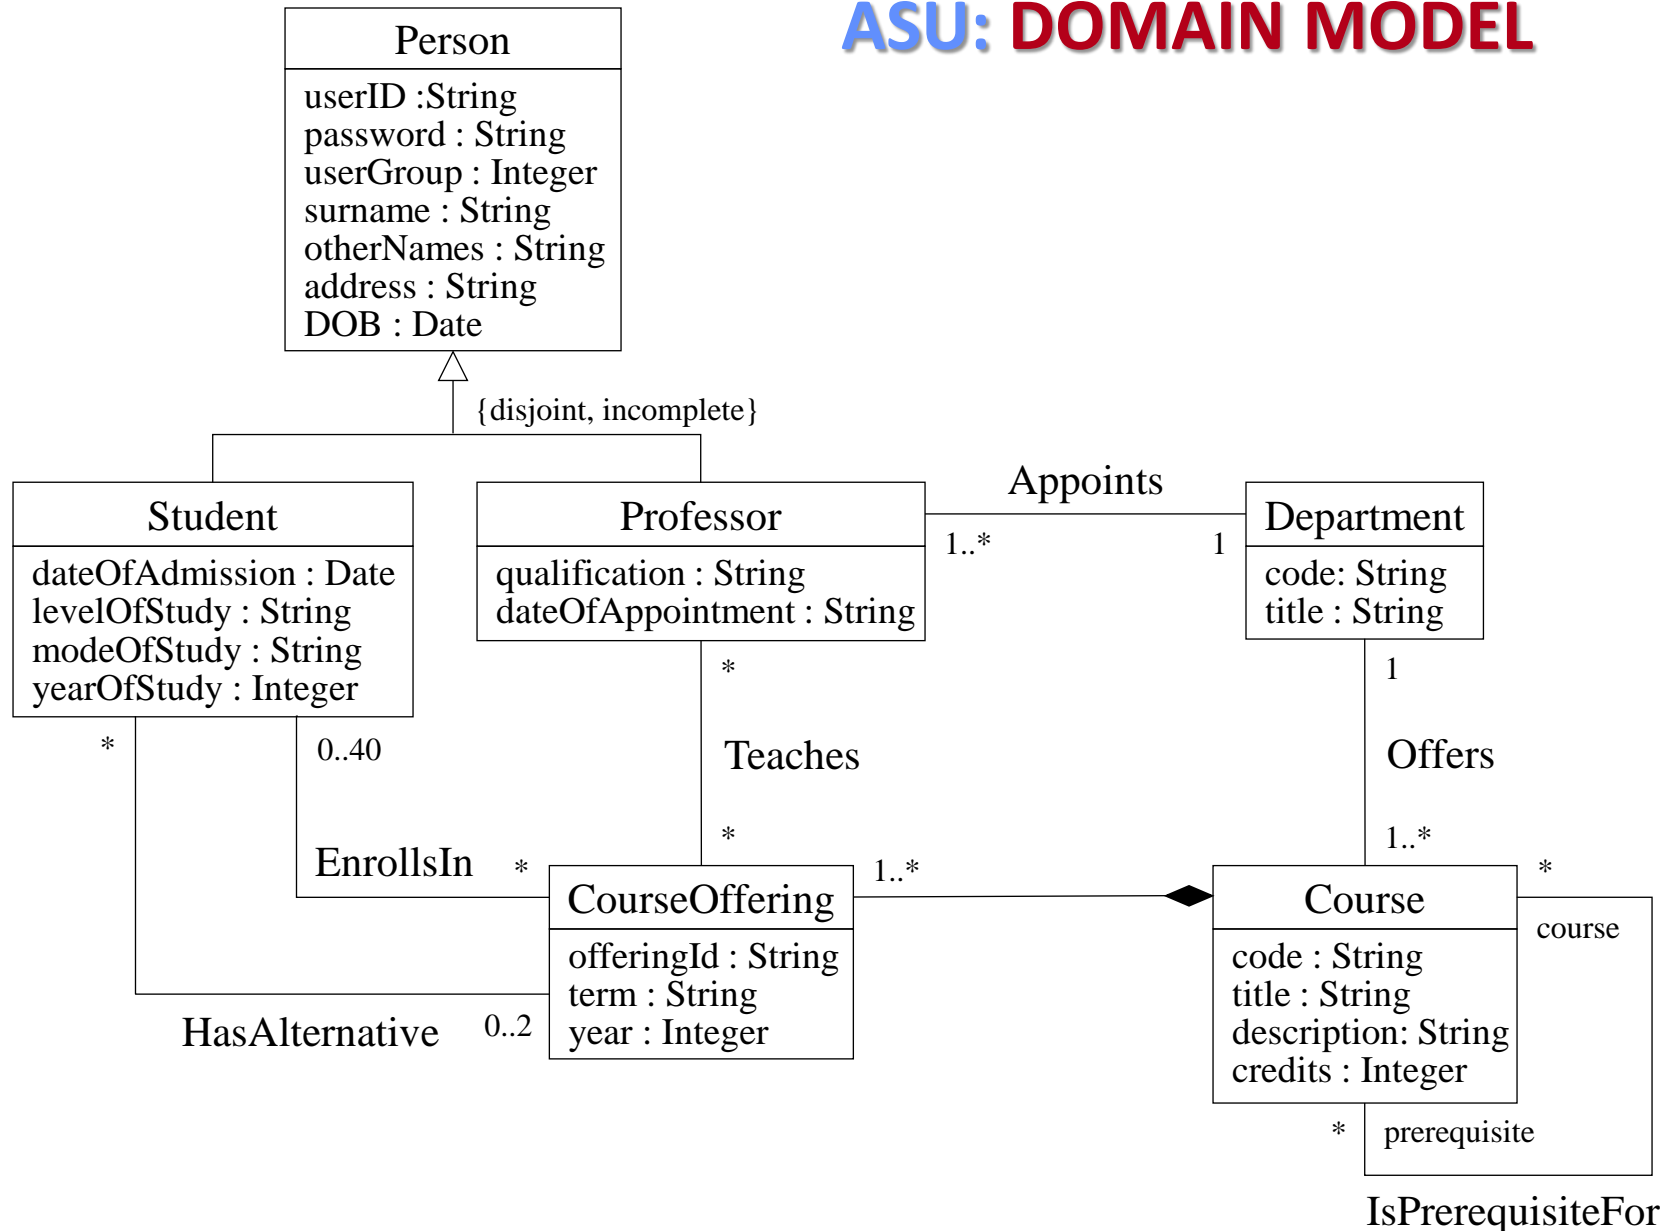 ASU: DOMAIN MODEL
Person
userID :String
password : String
userGroup : Integer
surname : String
otherNames : String
address : String
DOB : Date
{disjoint, incomplete}
Student
dateOfAdmission : Date
levelOfStudy : String
modeOfStudy : String
yearOfStudy : Integer
Professor
qualification : String
dateOfAppointment : String
Appoints
1..*
1
Department
code: String
title : String
*
0..40
*
Teaches
*
1
Offers
1..*
EnrollsIn
*
1..*
*
course
CourseOffering
offeringId : String
term : String
year : Integer
HasAlternative
0..2
Course
code : String
title : String
description: String
credits : Integer
*
prerequisite
IsPrerequisiteFor